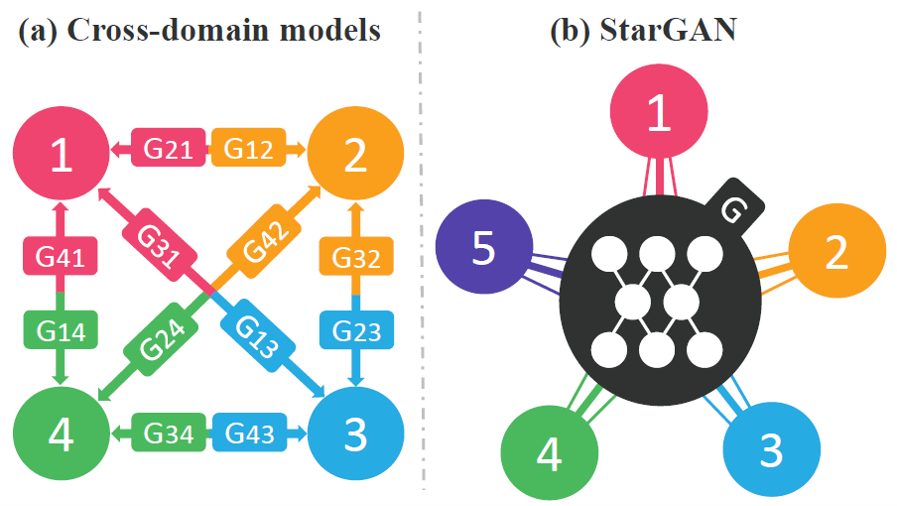 (a) Cross-domain models
1
G21
G12
2
G41
G31
G42
G32
G14
G24
G13
G23
4
G34
G43
3
(b) StarGAN
1
G
5
2
4
3